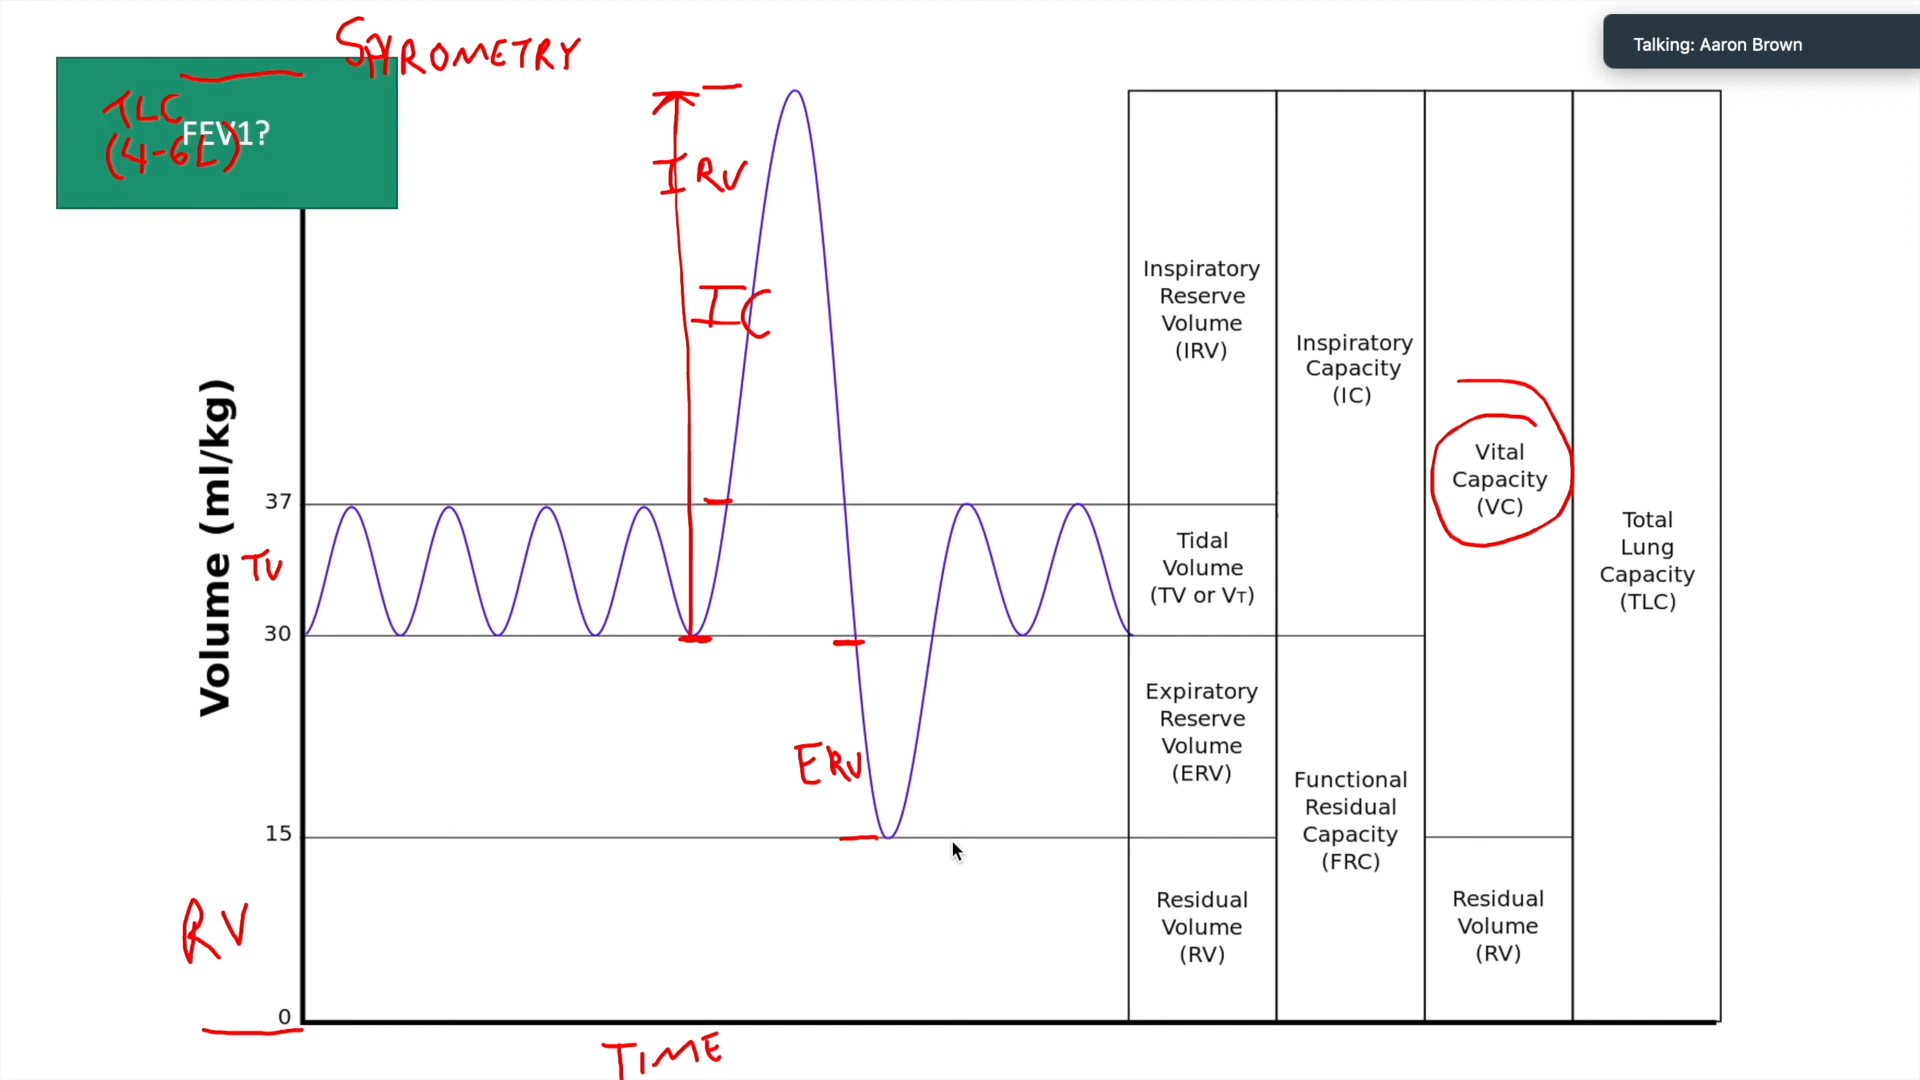 SPIROMETRY
Talking: Aaron Brown
TLC
FEV1?
(4-6L)
IRV
IC
Inspiratory
Reserve
Volume
(IRV)
Inspiratory
Capacity
(IC)
Vital
Capacity
(VC)
Total
Lung
Capacity
(TLC)
Volume (ml/kg)
37
TV
30
Tidal
Volume
(TV or VT)
Expiratory
Reserve
Volume
(ERV)
ERV
Functional
Residual
Capacity
(FRC)
15
RV
Residual
Volume
(RV)
Residual
Volume
(RV)
0
TIME